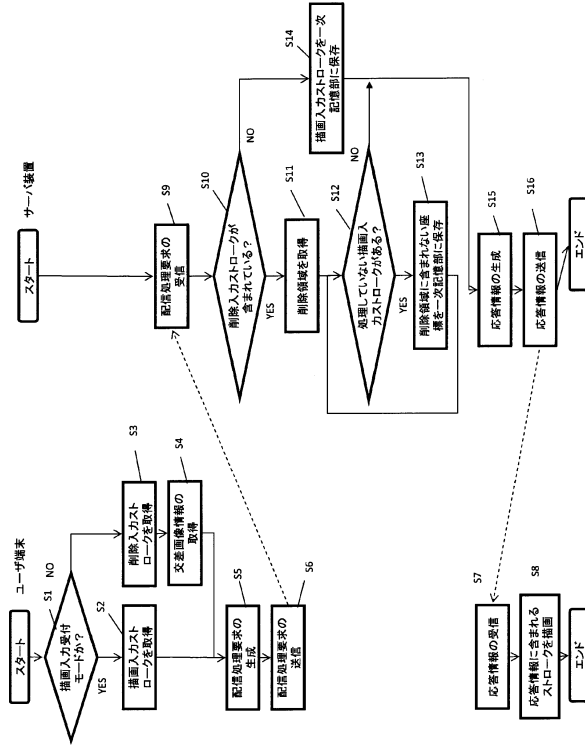 ユーザ端末
スタート
S1
描画入力受付
モードか?
YES
NO
S2
描画入力スト
ロークを取得
S3
削除入力スト
ロークを取得
S4
交差画像情報の
取得
S5
配信処理要求の
生成
S6
配信処理要求の
送信
S7
応答情報の受信
S8
応答情報に含まれる
ストロークを描画
エンド
サーバ装置
スタート
S9
配信処理要求の
受信
S10
削除入力ストロークが
含まれている?
YES
NO
S11
削除領域を取得
S12
処理していない描画入
力ストロークがある?
YES
NO
S13
削除領域に含まれない座
標を一次記憶部に保存
S14
描画入力ストロークを一次
記憶部に保存
S15
応答情報の生成
S16
応答情報の送信
エンド